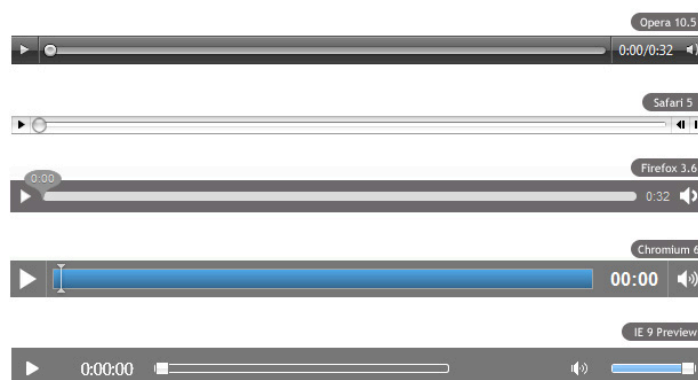 Opera 10.5
0:00/0:32
Safari 5
Firefox 3.6
0:00
0:32
Chromium 6
00:00
IE 9 Preview
0:00:00